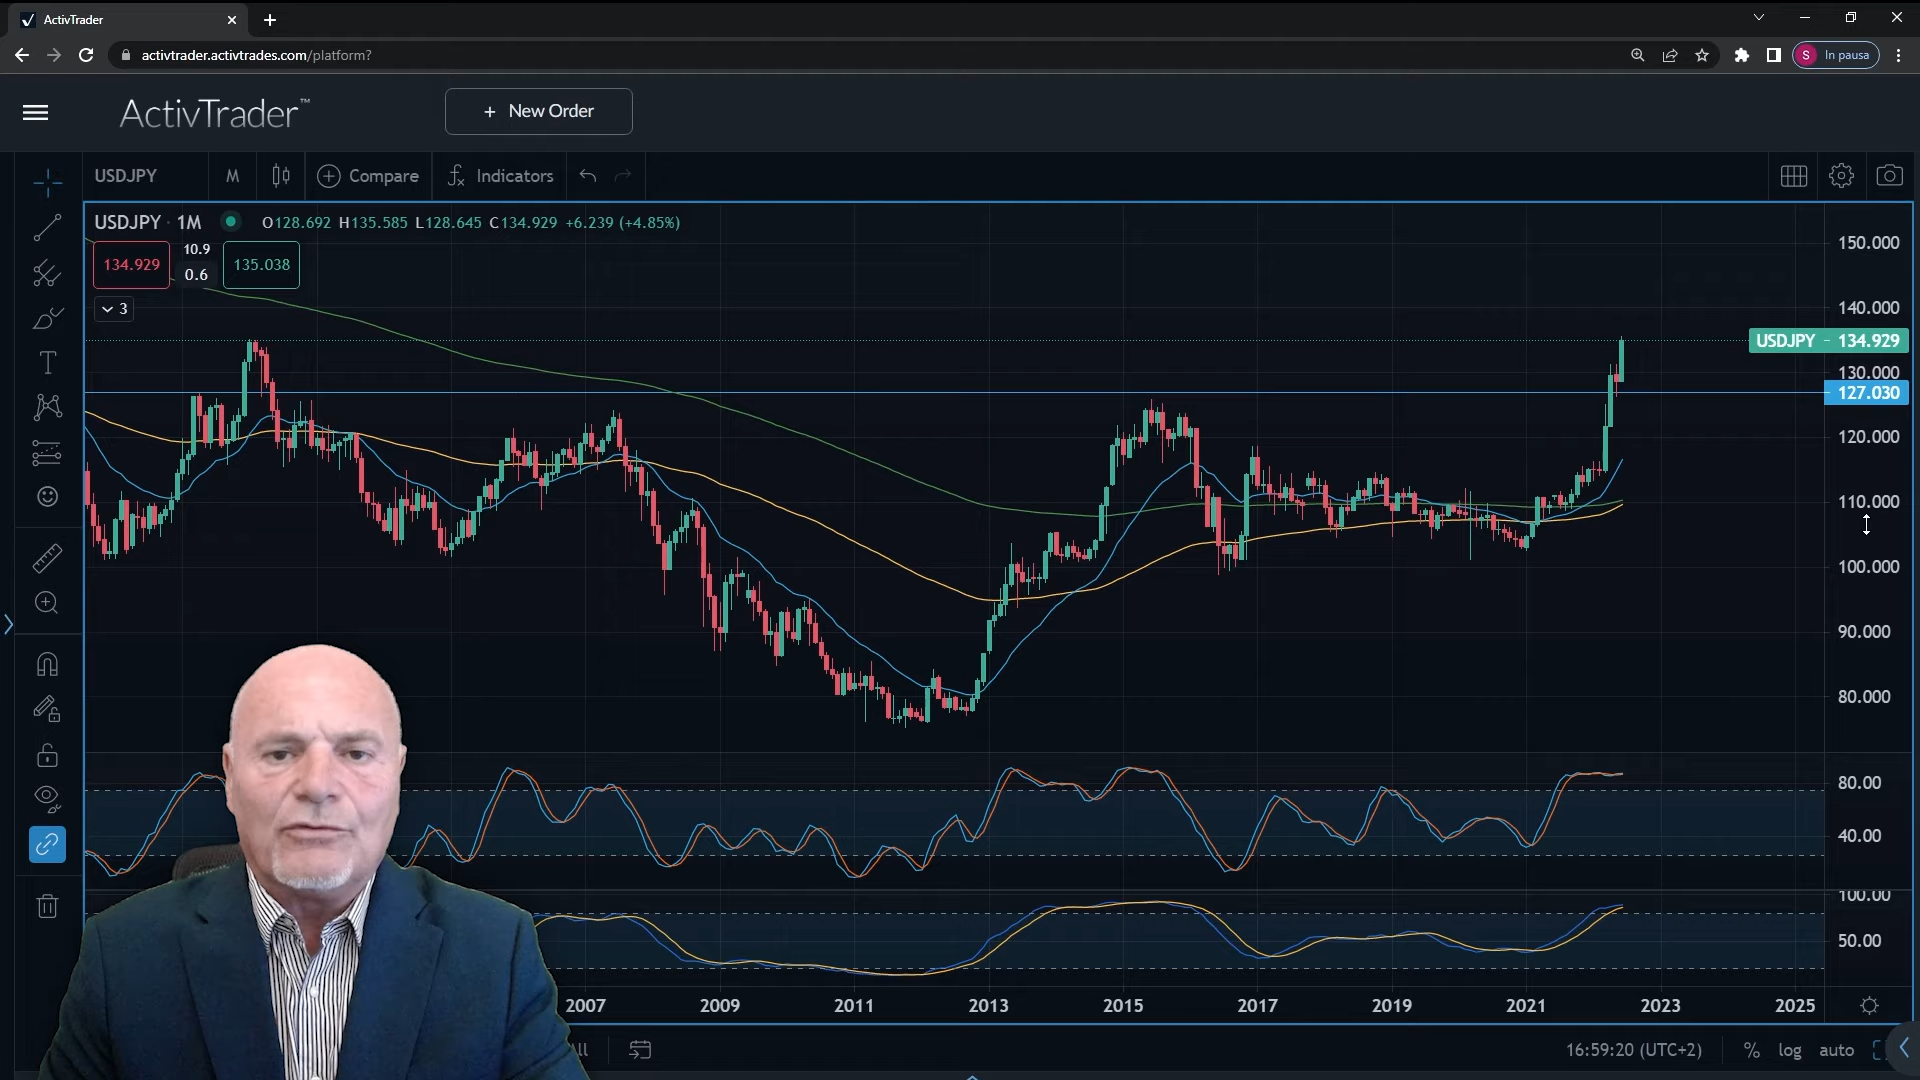 ActivTrader
activtrader.activtrades.com/platform?
S In pausa
ActivTrader™
+ New Order
USDJPY M Compare Indicators
USDJPY · 1M O128.692 H135.585 L128.645 C134.929 +6.239 (+4.85%)
134.929 10.9 0.6 135.038
3
150.000
140.000
USDJPY - 134.929
130.000
127.030
120.000
110.000
100.000
90.000
80.000
80.00
40.00
100.00
50.00
2007 2009 2011 2013 2015 2017 2019 2021 2023 2025
16:59:20 (UTC+2) % log auto